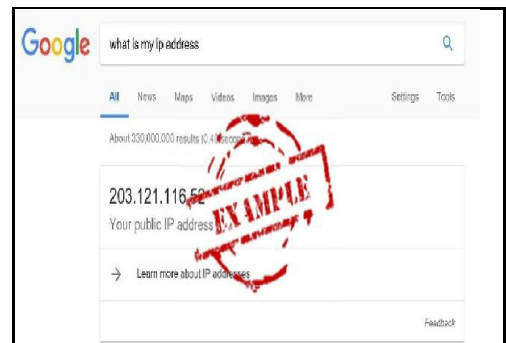 Google what is my ip address
All News Maps Videos Images More Settings Tools
About 330,000,000 results
203.121.116.52
Your public IP address
EXAMPLE
→ Learn more about IP addresses
Feedback